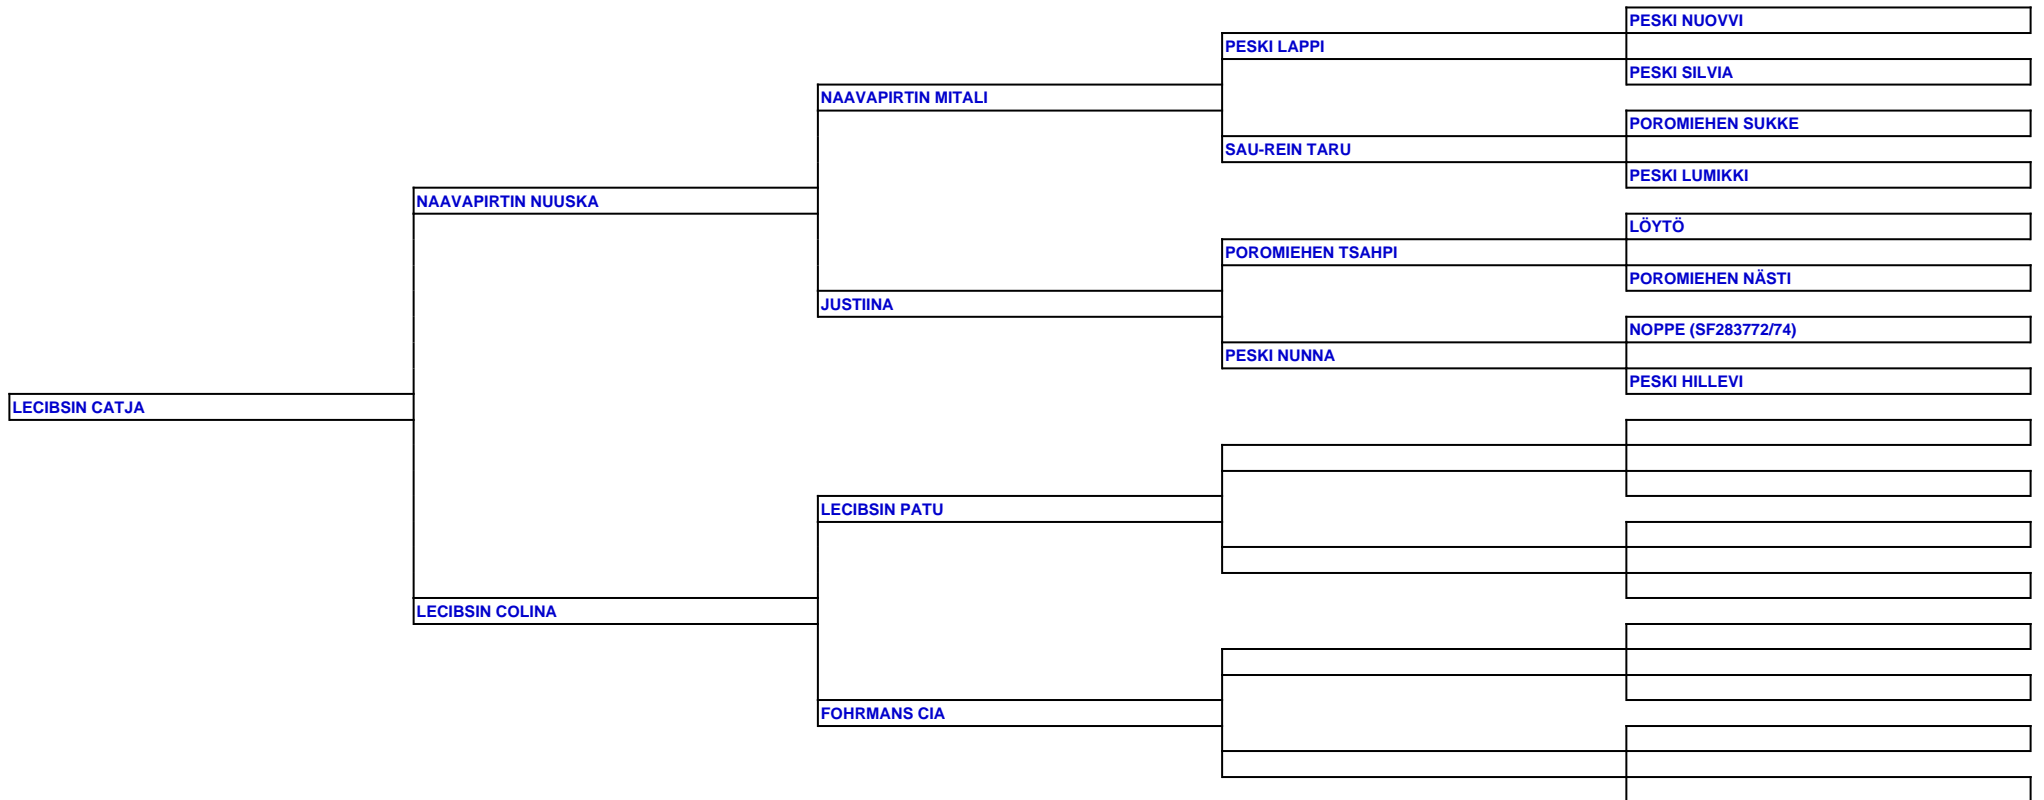 PESKI NUOVVI
PESKI LAPPI
PESKI SILVIA
NAAVAPIRTIN MITALI
POROMIEHEN SUKKE
SAU-REIN TARU
PESKI LUMIKKI
NAAVAPIRTIN NUUSKA
LÖYTÖ
POROMIEHEN TSAHPI
POROMIEHEN NÄSTI
JUSTIINA
NOPPE (SF283772/74)
PESKI NUNNA
PESKI HILLEVI
LECIBSIN CATJA
LECIBSIN PATU
LECIBSIN COLINA
FOHRMANS CIA